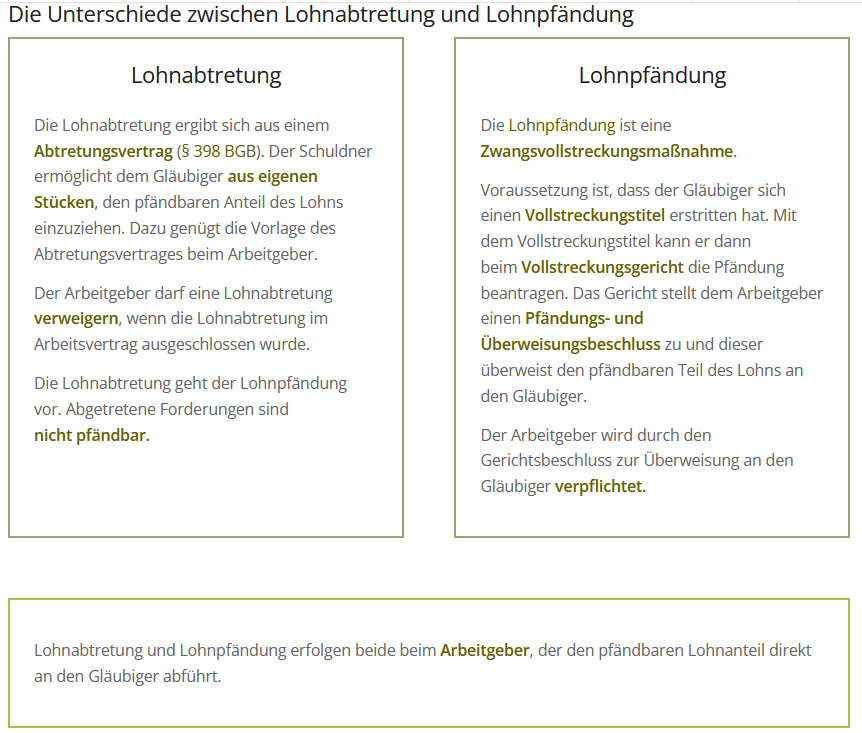 Die Unterschiede zwischen Lohnabtretung und Lohnpfändung
Lohnabtretung
Die Lohnabtretung ergibt sich aus einem
Abtretungsvertrag (§ 398 BGB). Der Schuldner
ermöglicht dem Gläubiger aus eigenen
Stücken, den pfändbaren Anteil des Lohns
einzuziehen. Dazu genügt die Vorlage des
Abtretungsvertrages beim Arbeitgeber.
Der Arbeitgeber darf eine Lohnabtretung
verweigern, wenn die Lohnabtretung im
Arbeitsvertrag ausgeschlossen wurde.
Die Lohnabtretung geht der Lohnpfändung
vor. Abgetretene Forderungen sind
nicht pfändbar.
Lohnpfändung
Die Lohnpfändung ist eine
Zwangsvollstreckungsmaßnahme.
Voraussetzung ist, dass der Gläubiger sich
einen Vollstreckungstitel erstritten hat. Mit
dem Vollstreckungstitel kann er dann
beim Vollstreckungsgericht die Pfändung
beantragen. Das Gericht stellt dem Arbeitgeber
einen Pfändungs- und
Überweisungsbeschluss zu und dieser
überweist den pfändbaren Teil des Lohns an
den Gläubiger.
Der Arbeitgeber wird durch den
Gerichtsbeschluss zur Überweisung an den
Gläubiger verpflichtet.
Lohnabtretung und Lohnpfändung erfolgen beide beim Arbeitgeber, der den pfändbaren Lohnanteil direkt
an den Gläubiger abführt.